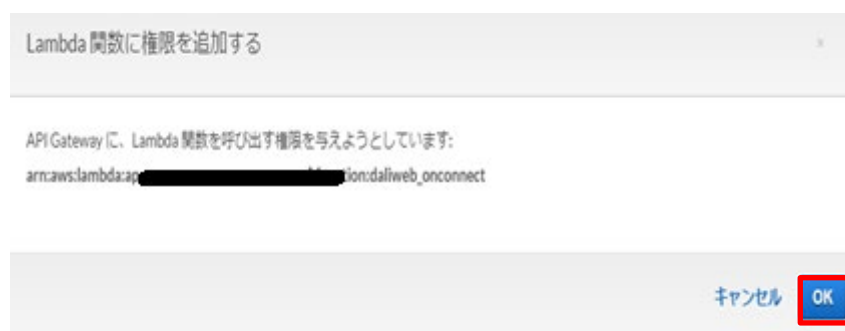 Lambda 関数に権限を追加する
×
API Gateway に、Lambda 関数を呼び出す権限を与えようとしています:
arn:aws:lambda:ap tion:daliweb_onconnect
キャンセル OK